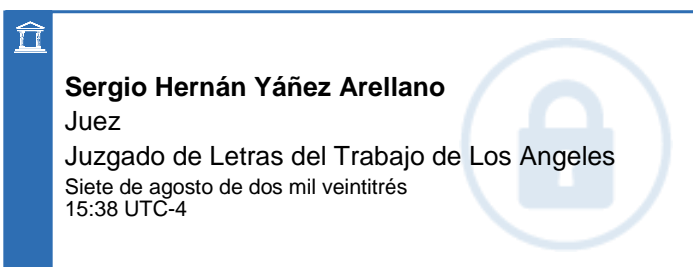 Sergio Hernán Yáñez Arellano
Juez
Juzgado de Letras del Trabajo de Los Angeles
Siete de agosto de dos mil veintitrés
15:38 UTC-4